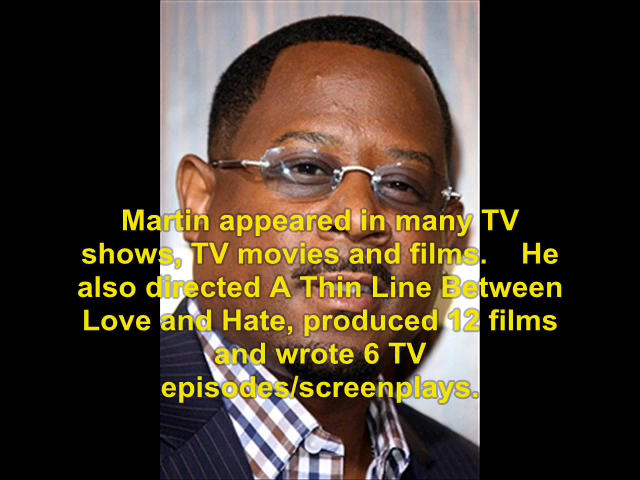 Martin appeared in many TV
shows, TV movies and films.    He
also directed A Thin Line Between
Love and Hate, produced 12 films
and wrote 6 TV
episodes/screenplays.